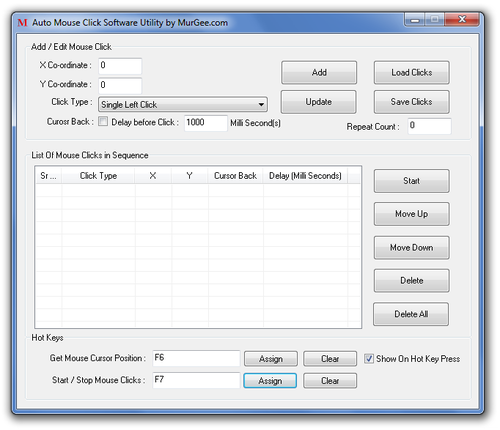 M Auto Mouse Click Software Utility by MurGee.com
Add / Edit Mouse Click
X Co-ordinate : 0
Y Co-ordinate : 0
Add
Load Clicks
Click Type : Single Left Click
Update
Save Clicks
Curosr Back : Delay before Click : 1000 Milli Second(s)
Repeat Count : 0
List Of Mouse Clicks in Sequence
Sr ... Click Type X Y Cursor Back Delay (Milli Seconds)
Start
Move Up
Move Down
Delete
Delete All
Hot Keys
Get Mouse Cursor Position : F6 Assign Clear Show On Hot Key Press
Start / Stop Mouse Clicks : F7 Assign Clear